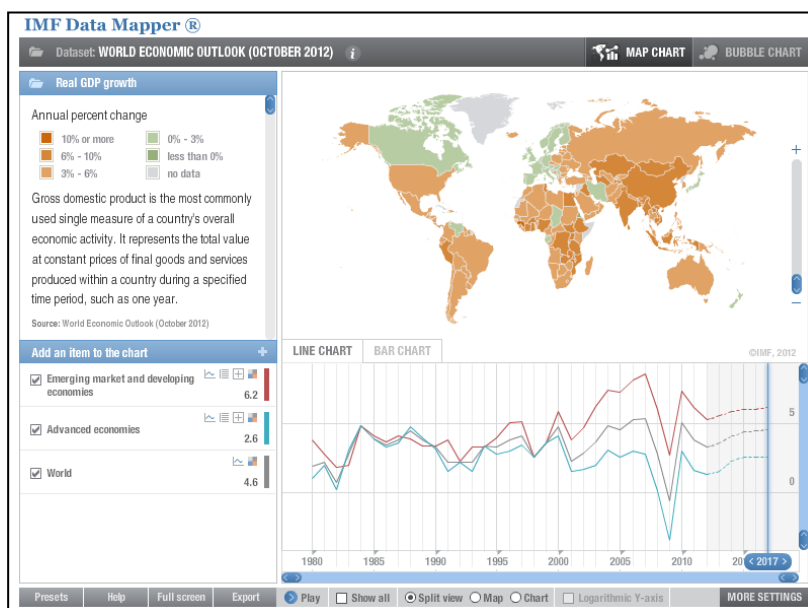 IMF Data Mapper ®
Dataset: WORLD ECONOMIC OUTLOOK (OCTOBER 2012) i
MAP CHART
BUBBLE CHART
Real GDP growth
Annual percent change
10% or more
0% - 3%
6% - 10%
less than 0%
3% - 6%
no data
Gross domestic product is the most commonly
used single measure of a country's overall
economic activity. It represents the total value
at constant prices of final goods and services
produced within a country during a specified
time period, such as one year.
Source: World Economic Outlook (October 2012)
Add an item to the chart +
Emerging market and developing
economies
6.2
Advanced economies
2.6
World
4.6
+
−
LINE CHART
BAR CHART
©IMF, 2012
5
0
1980
1985
1990
1995
2000
2005
2010
< 2017 >
Presets
Help
Full screen
Export
Play
Show all
Split view
Map
Chart
Logarithmic Y-axis
MORE SETTINGS